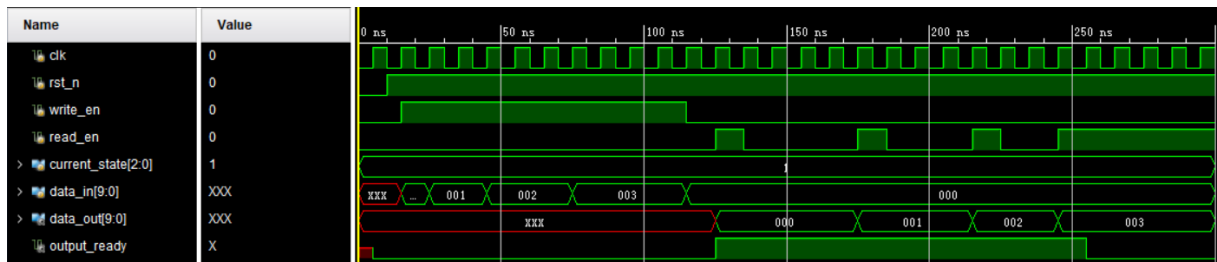 Name Value
0 ns 50 ns 100 ns 150 ns 200 ns 250 ns
clk 0
rst_n 0
write_en 0
read_en 0
current_state[2:0] 1 1
data_in[9:0] XXX XXX ... 001 002 003 000
data_out[9:0] XXX XXX 000 001 002 003
output_ready X